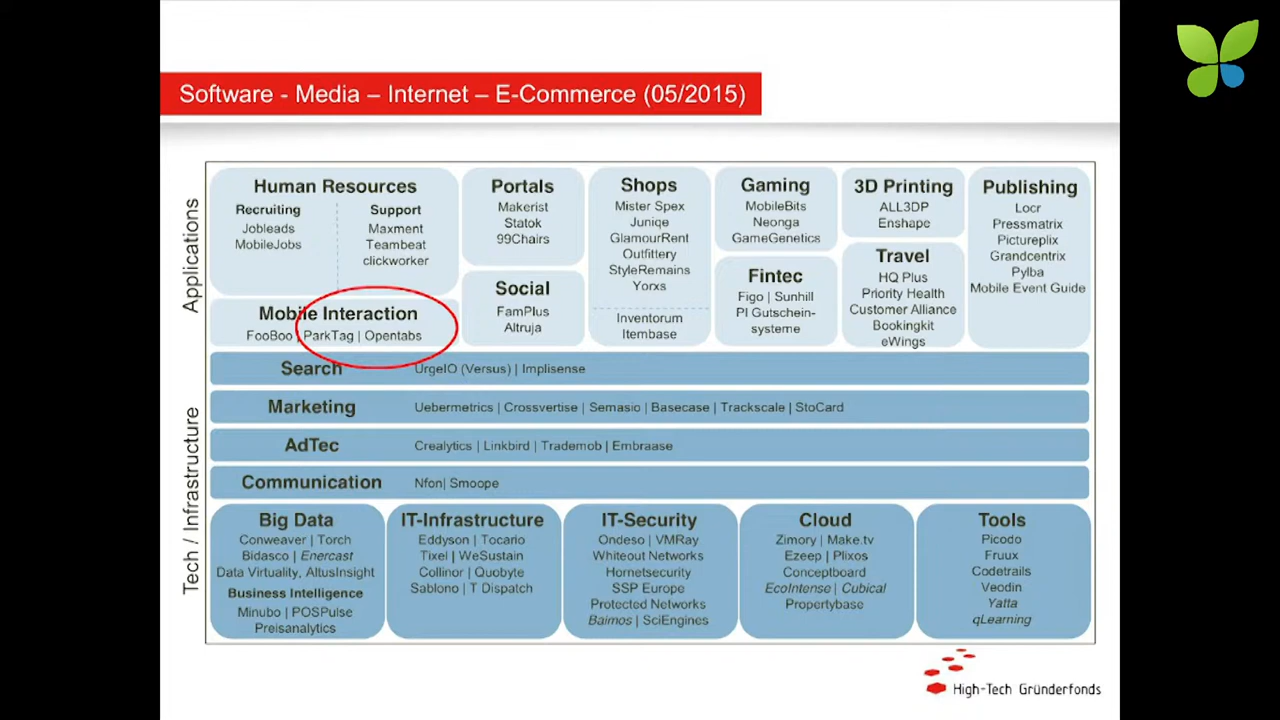 Software - Media – Internet – E-Commerce (05/2015)
Applications
Human Resources
Recruiting
Jobleads
MobileJobs
Support
Maxment
Teambeat
clickworker
Mobile Interaction
FooBoo | ParkTag | Opentabs
Portals
Makerist
Statok
99Chairs
Social
FamPlus
Altruja
Shops
Mister Spex
Juniqe
GlamourRent
Outfittery
StyleRemains
Yorxs
Inventorum
Itembase
Gaming
MobileBits
Neonga
GameGenetics
Fintec
Figo | Sunhill
PI Gutschein-
systeme
3D Printing
ALL3DP
Enshape
Travel
HQ Plus
Priority Health
Customer Alliance
Bookingkit
eWings
Publishing
Locr
Pressmatrix
Pictureplix
Grandcentrix
Pylba
Mobile Event Guide
Tech / Infrastructure
Search UrgeIO (Versus) | Implisense
Marketing Uebermetrics | Crossvertise | Semasio | Basecase | Trackscale | StoCard
AdTec Crealytics | Linkbird | Trademob | Embraase
Communication Nfon| Smoope
Big Data
Conweaver | Torch
Bidasco | Enercast
Data Virtuality, AltusInsight
Business Intelligence
Minubo | POSPulse
Preisanalytics
IT-Infrastructure
Eddyson | Tocario
Tixel | WeSustain
Collinor | Quobyte
Sablono | T Dispatch
IT-Security
Ondeso | VMRay
Whiteout Networks
Hornetsecurity
SSP Europe
Protected Networks
Baimos | SciEngines
Cloud
Zimory | Make.tv
Ezeep | Plixos
Conceptboard
EcoIntense | Cubical
Propertybase
Tools
Picodo
Fruux
Codetrails
Veodin
Yatta
qLearning
High-Tech Gründerfonds